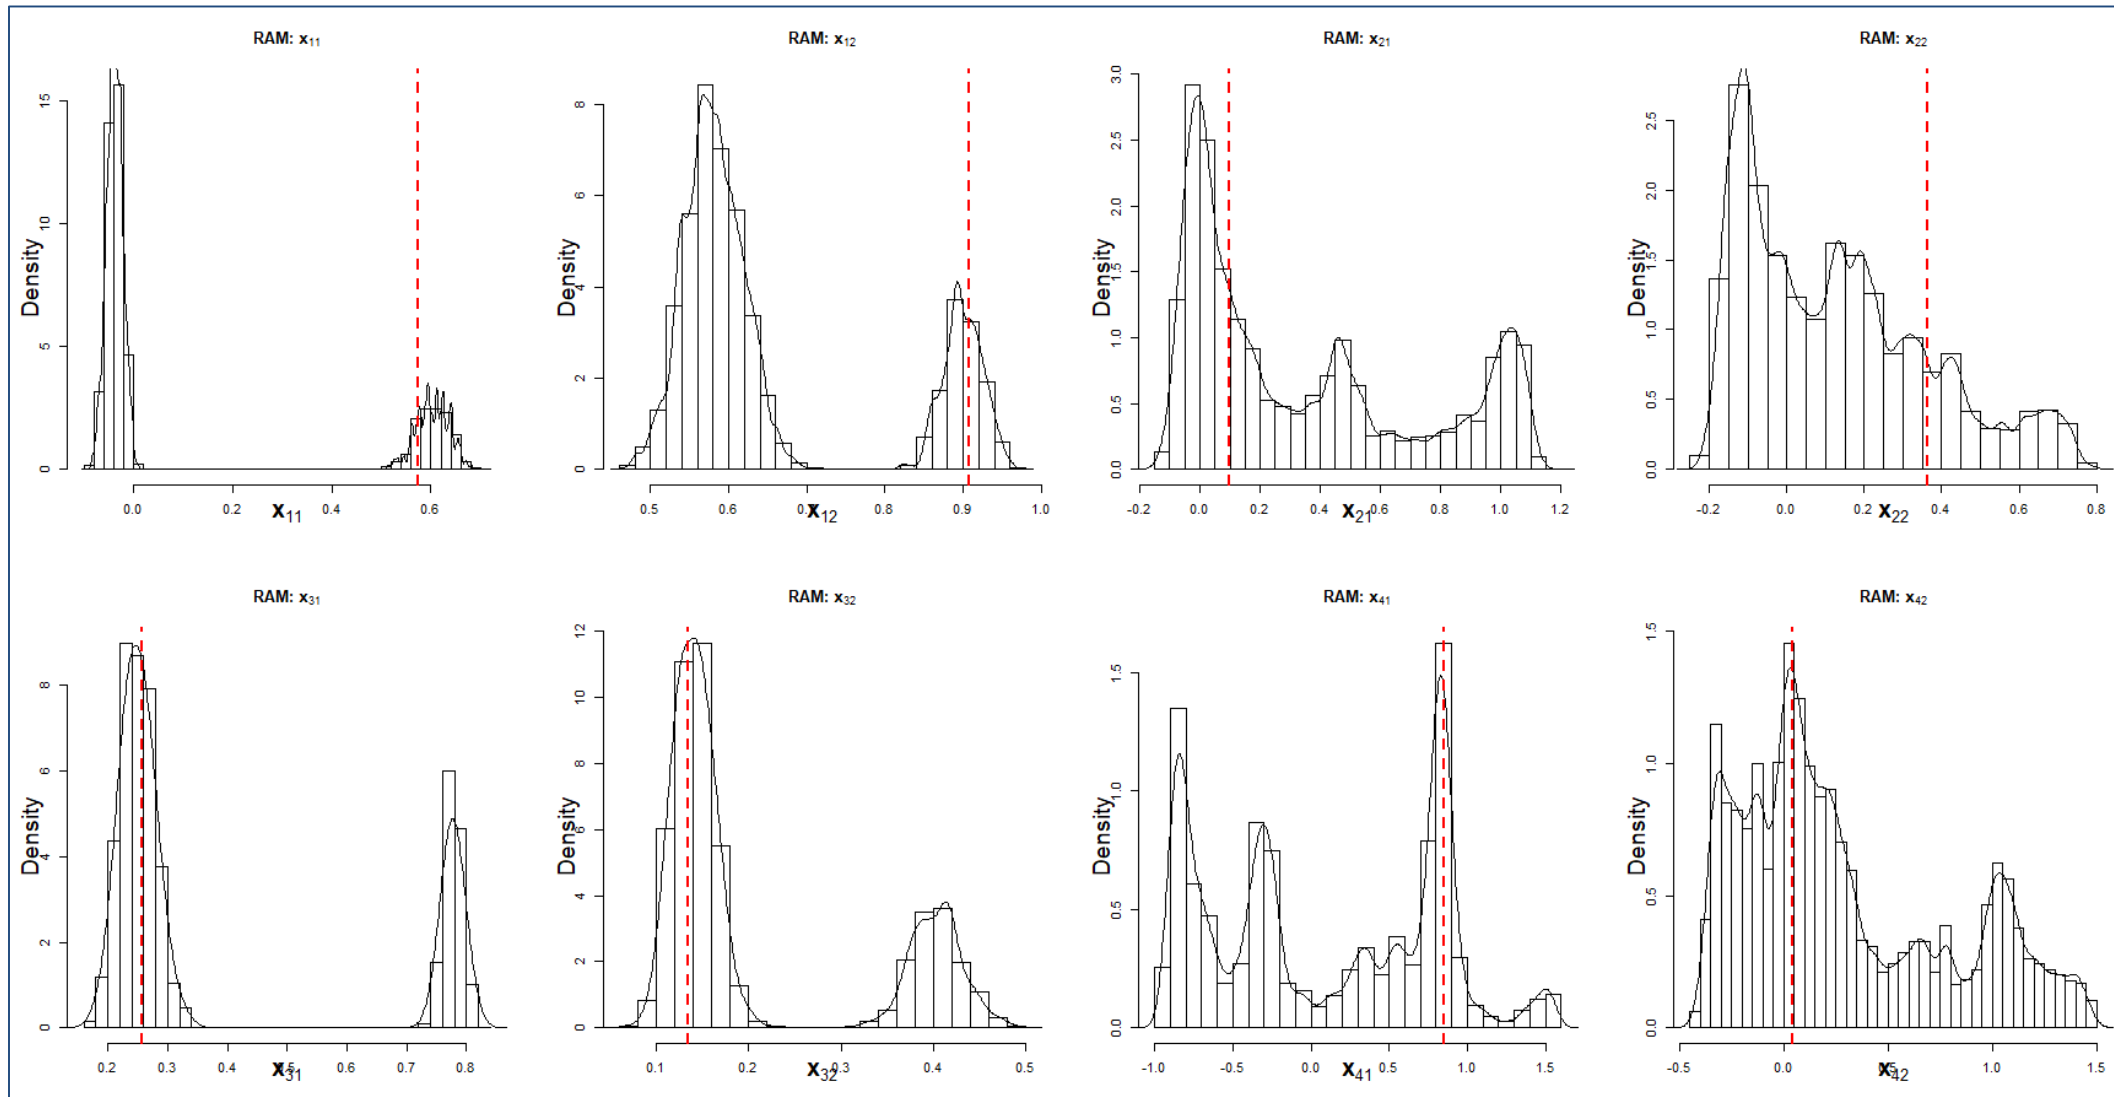 RAM: x₁₁
RAM: x₁₂
RAM: x₂₁
RAM: x₂₂
Density
0 5 10 15
0.0 0.2 0.4 0.6
x₁₁
Density
0 2 4 6 8
0.5 0.6 0.7 0.8 0.9 1.0
x₁₂
Density
0.0 0.5 1.0 1.5 2.0 2.5 3.0
-0.2 0.0 0.2 0.4 0.6 0.8 1.0 1.2
x₂₁
Density
0.0 0.5 1.0 1.5 2.0 2.5
-0.2 0.0 0.2 0.4 0.6 0.8
x₂₂
RAM: x₃₁
RAM: x₃₂
RAM: x₄₁
RAM: x₄₂
Density
0 2 4 6 8
0.2 0.3 0.5 0.6 0.7 0.8
x₃₁
Density
0 2 4 6 8 10 12
0.1 0.2 0.3 0.4 0.5
x₃₂
Density
0.0 0.5 1.0 1.5
-1.0 -0.5 0.0 0.5 1.0 1.5
x₄₁
Density
0.0 0.5 1.0 1.5
-0.5 0.0 0.5 1.0 1.5
x₄₂